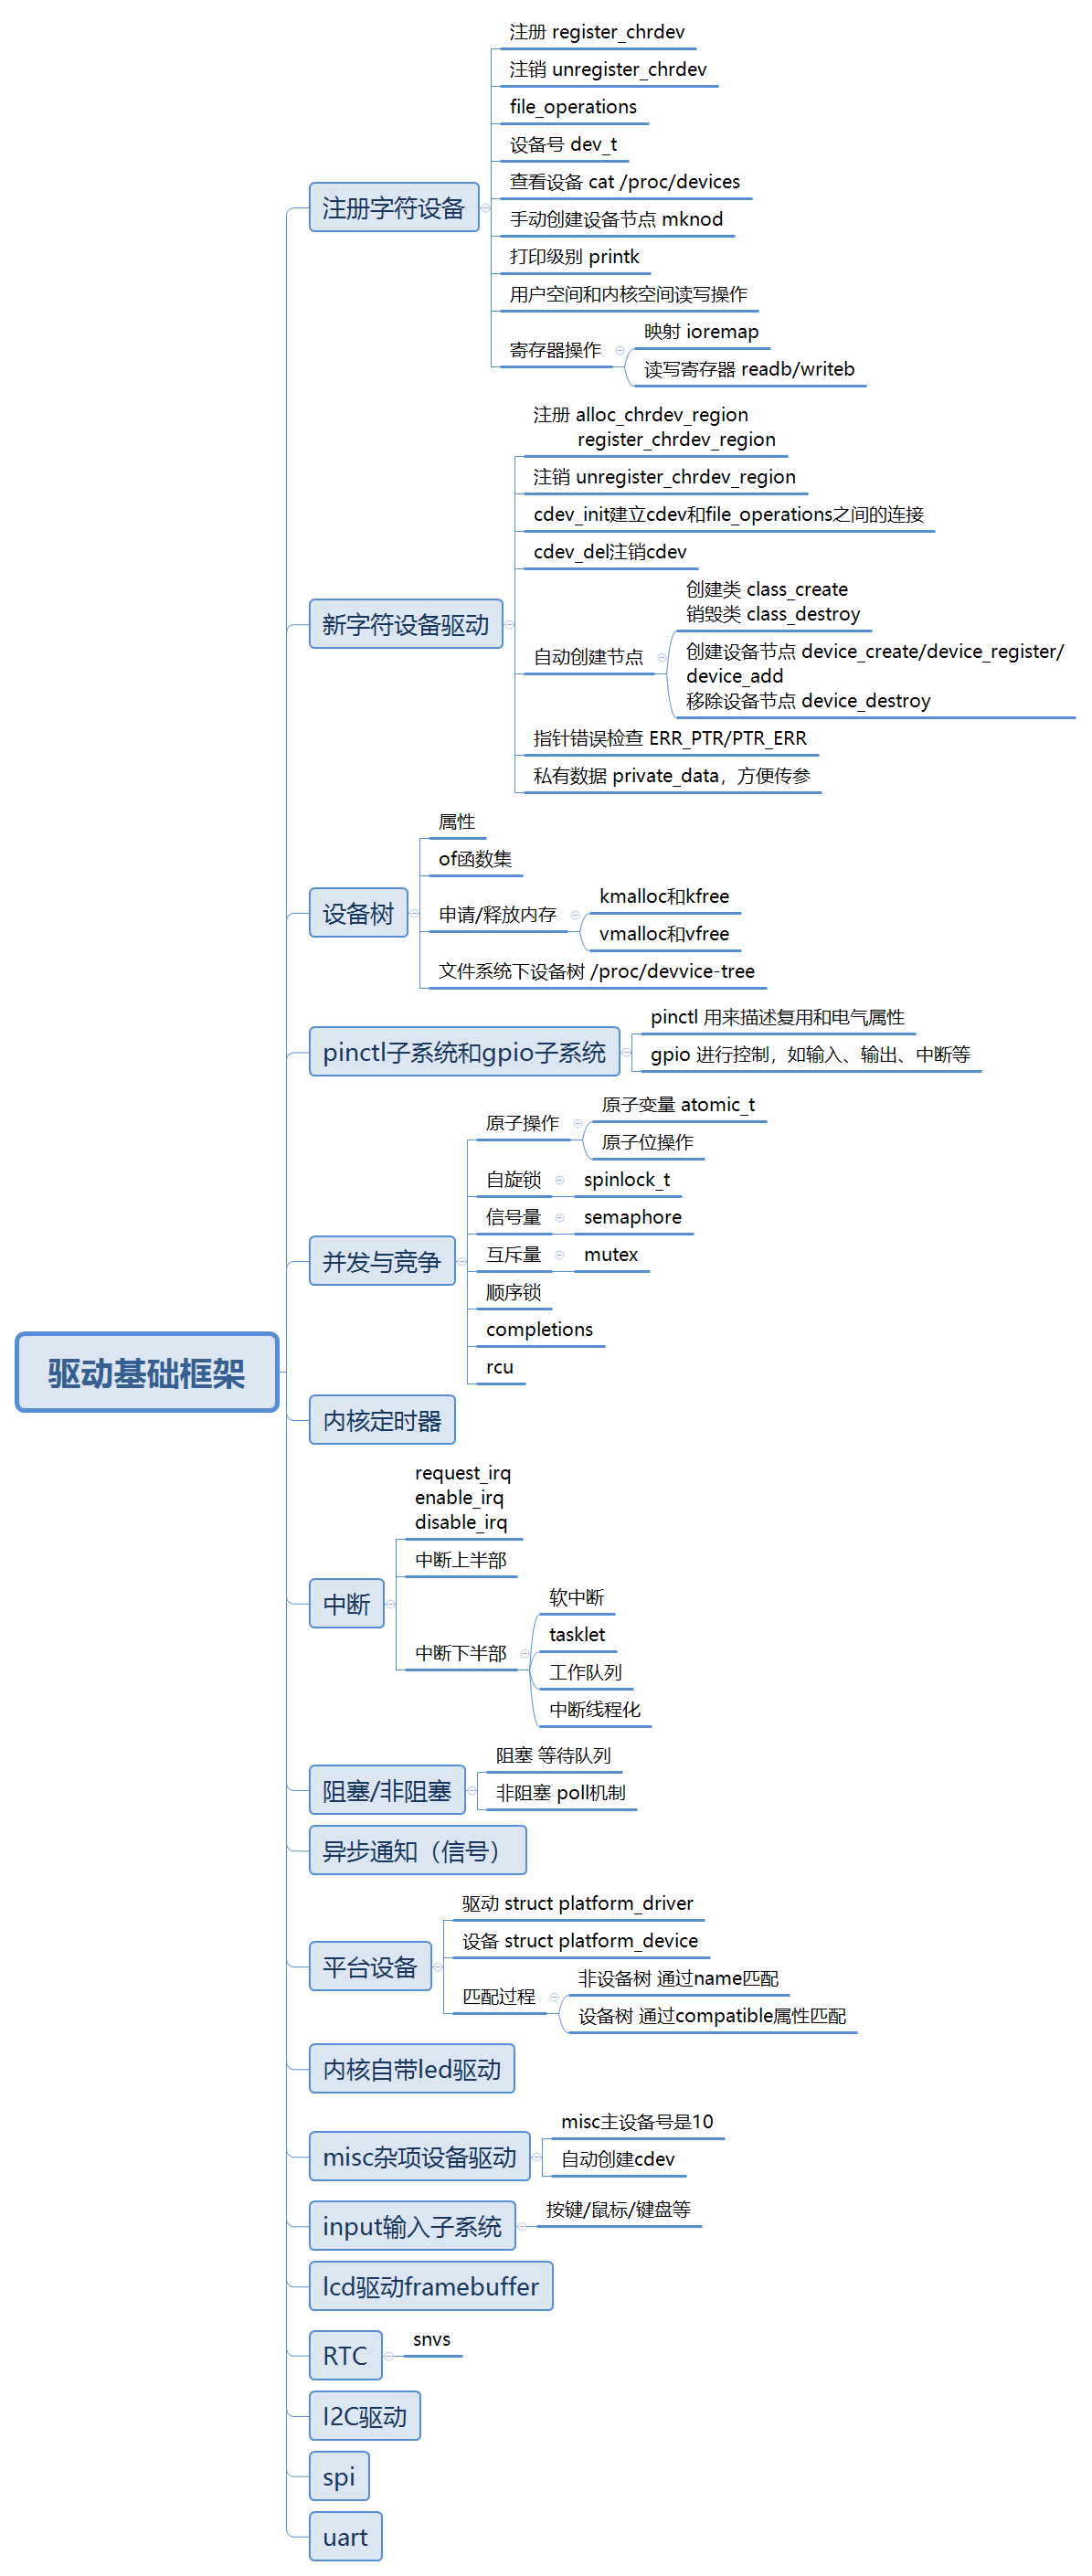 驱动基础框架
注册字符设备
注册 register_chrdev
注销 unregister_chrdev
file_operations
设备号 dev_t
查看设备 cat /proc/devices
手动创建设备节点 mknod
打印级别 printk
用户空间和内核空间读写操作
寄存器操作
映射 ioremap
读写寄存器 readb/writeb
新字符设备驱动
注册 alloc_chrdev_region
register_chrdev_region
注销 unregister_chrdev_region
cdev_init建立cdev和file_operations之间的连接
cdev_del注销cdev
自动创建节点
创建类 class_create
销毁类 class_destroy
创建设备节点 device_create/device_register/
device_add
移除设备节点 device_destroy
指针错误检查 ERR_PTR/PTR_ERR
私有数据 private_data，方便传参
设备树
属性
of函数集
申请/释放内存
kmalloc和kfree
vmalloc和vfree
文件系统下设备树 /proc/devvice-tree
pinctl子系统和gpio子系统
pinctl 用来描述复用和电气属性
gpio 进行控制，如输入、输出、中断等
并发与竞争
原子操作
原子变量 atomic_t
原子位操作
自旋锁
spinlock_t
信号量
semaphore
互斥量
mutex
顺序锁
completions
rcu
内核定时器
中断
request_irq
enable_irq
disable_irq
中断上半部
中断下半部
软中断
tasklet
工作队列
中断线程化
阻塞/非阻塞
阻塞 等待队列
非阻塞 poll机制
异步通知（信号）
平台设备
驱动 struct platform_driver
设备 struct platform_device
匹配过程
非设备树 通过name匹配
设备树 通过compatible属性匹配
内核自带led驱动
misc杂项设备驱动
misc主设备号是10
自动创建cdev
input输入子系统
按键/鼠标/键盘等
lcd驱动framebuffer
RTC
snvs
I2C驱动
spi
uart